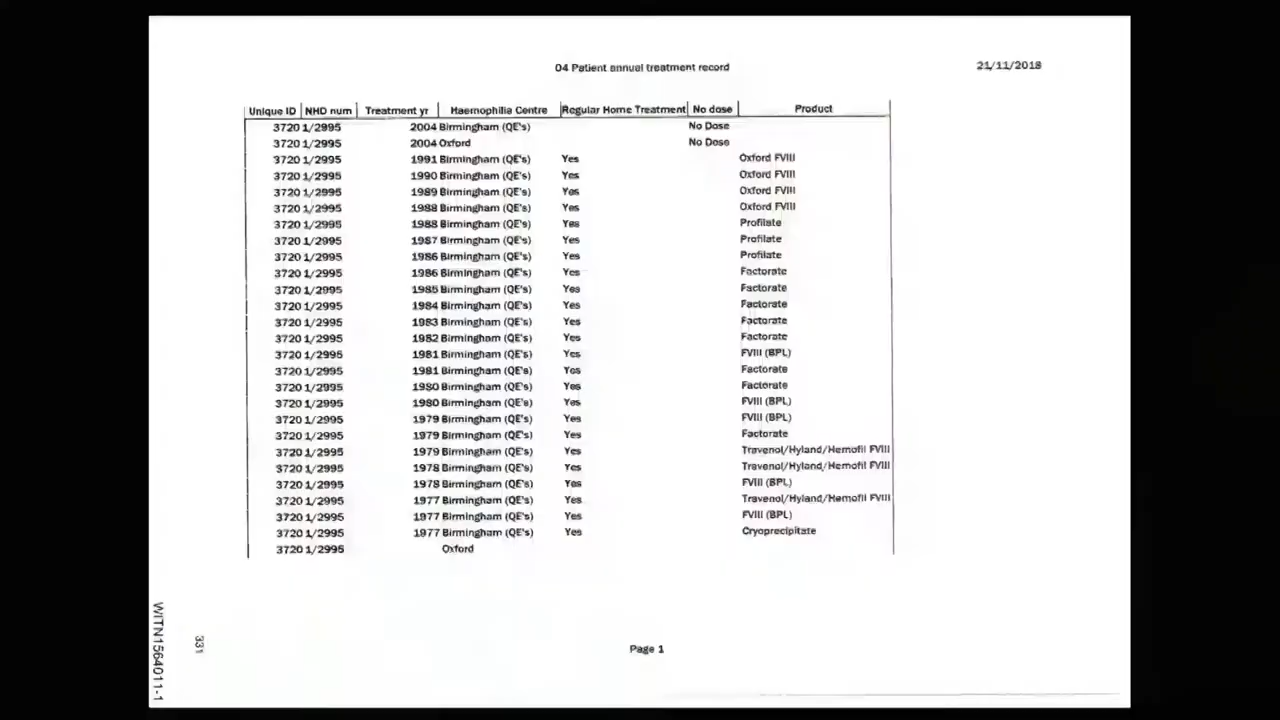 04 Patient annual treatment record 21/11/2018
Unique ID NHD num Treatment yr Haemophilia Centre Regular Home Treatment No dose Product
3720 1/2995 2004 Birmingham (QE's) No Dose
3720 1/2995 2004 Oxford No Dose
3720 1/2995 1991 Birmingham (QE's) Yes Oxford FVIII
3720 1/2995 1990 Birmingham (QE's) Yes Oxford FVIII
3720 1/2995 1989 Birmingham (QE's) Yes Oxford FVIII
3720 1/2995 1988 Birmingham (QE's) Yes Oxford FVIII
3720 1/2995 1988 Birmingham (QE's) Yes Profilate
3720 1/2995 1987 Birmingham (QE's) Yes Profilate
3720 1/2995 1986 Birmingham (QE's) Yes Profilate
3720 1/2995 1986 Birmingham (QE's) Yes Factorate
3720 1/2995 1985 Birmingham (QE's) Yes Factorate
3720 1/2995 1984 Birmingham (QE's) Yes Factorate
3720 1/2995 1983 Birmingham (QE's) Yes Factorate
3720 1/2995 1982 Birmingham (QE's) Yes Factorate
3720 1/2995 1981 Birmingham (QE's) Yes FVIII (BPL)
3720 1/2995 1981 Birmingham (QE's) Yes Factorate
3720 1/2995 1980 Birmingham (QE's) Yes Factorate
3720 1/2995 1980 Birmingham (QE's) Yes FVIII (BPL)
3720 1/2995 1979 Birmingham (QE's) Yes FVIII (BPL)
3720 1/2995 1979 Birmingham (QE's) Yes Factorate
3720 1/2995 1979 Birmingham (QE's) Yes Travenol/Hyland/Hemofil FVIII
3720 1/2995 1978 Birmingham (QE's) Yes Travenol/Hyland/Hemofil FVIII
3720 1/2995 1978 Birmingham (QE's) Yes FVIII (BPL)
3720 1/2995 1977 Birmingham (QE's) Yes Travenol/Hyland/Hemofil FVIII
3720 1/2995 1977 Birmingham (QE's) Yes FVIII (BPL)
3720 1/2995 1977 Birmingham (QE's) Yes Cryoprecipitate
3720 1/2995 Oxford
331
Page 1
WITN1564011-1